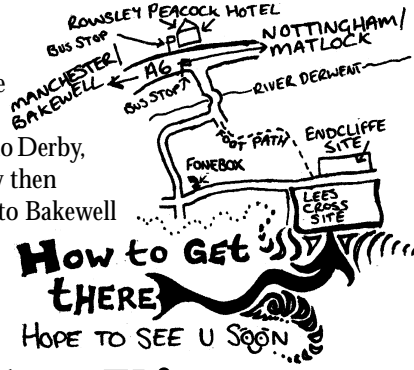 ROWSLEY PEACOCK HOTEL
BUS STOP
P
NOTTINGHAM/
MATLOCK
MANCHESTER/
BAKEWELL
A6
BUS STOP
RIVER DERWENT
FOOT PATH
ENDCLIFFE
SITE
FONEBOX
LEES
CROSS
SITE
o Derby,
then
to Bakewell
HOW to GET
tHERE
HOPE TO SEE U SOON